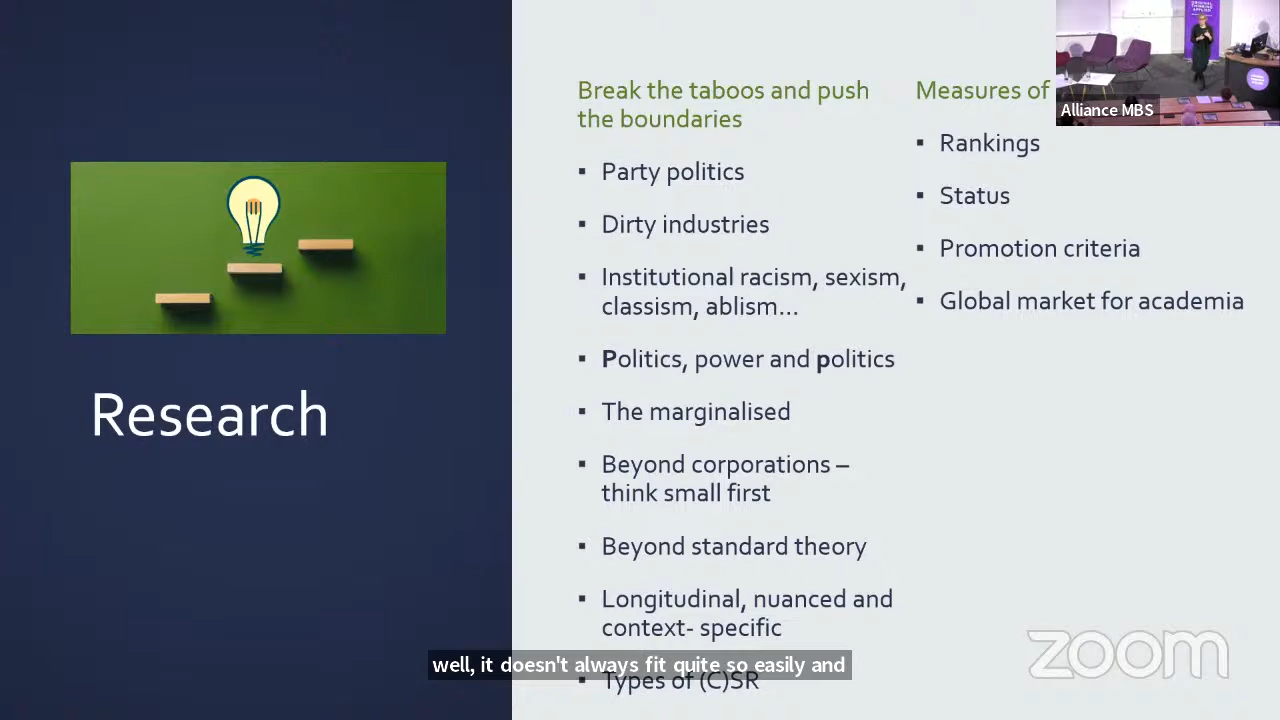 Research
Break the taboos and push
the boundaries
▪ Party politics
▪ Dirty industries
▪ Institutional racism, sexism,
classism, ablism...
▪ Politics, power and politics
▪ The marginalised
▪ Beyond corporations –
think small first
▪ Beyond standard theory
▪ Longitudinal, nuanced and
context- specific
▪ Types of (C)SR
Measures of
▪ Rankings
▪ Status
▪ Promotion criteria
▪ Global market for academia
ORIGINAL
THINKING
APPLIED
Alliance MBS
well, it doesn't always fit quite so easily and
zoom